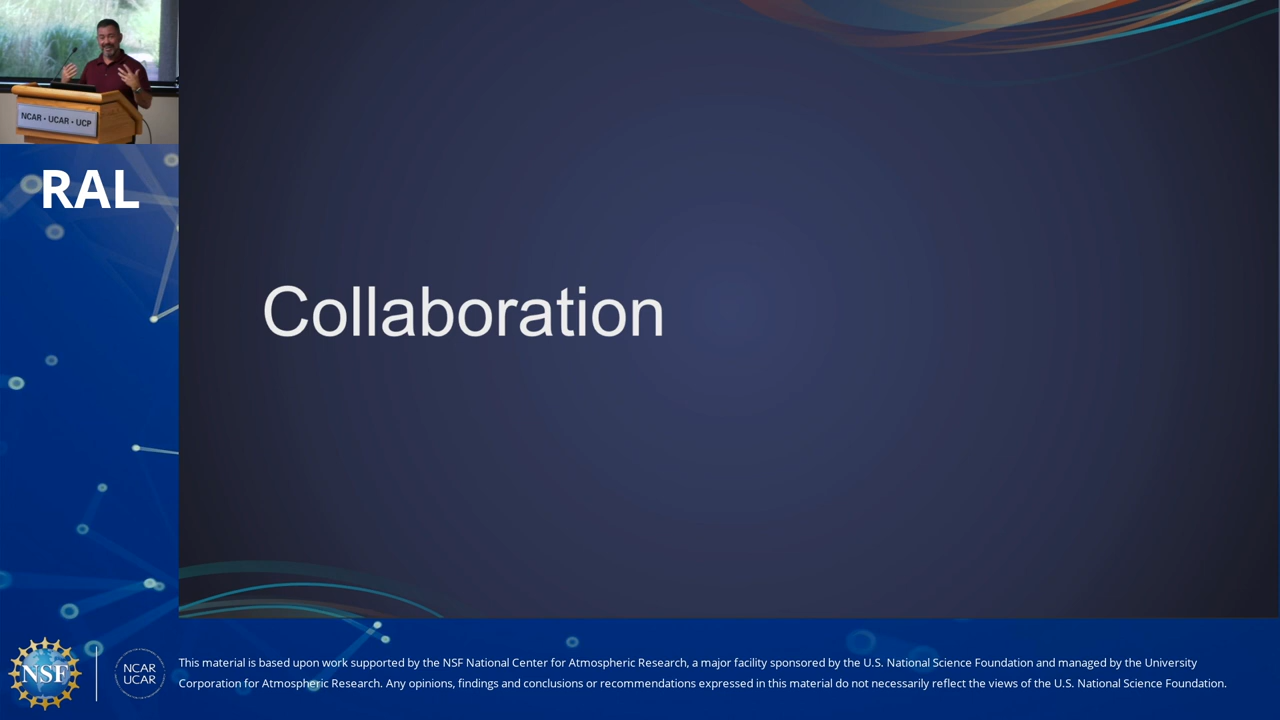 NCAR • UCAR • UCP
RAL
Collaboration
NSF
NCAR
UCAR
This material is based upon work supported by the NSF National Center for Atmospheric Research, a major facility sponsored by the U.S. National Science Foundation and managed by the University
Corporation for Atmospheric Research. Any opinions, findings and conclusions or recommendations expressed in this material do not necessarily reflect the views of the U.S. National Science Foundation.